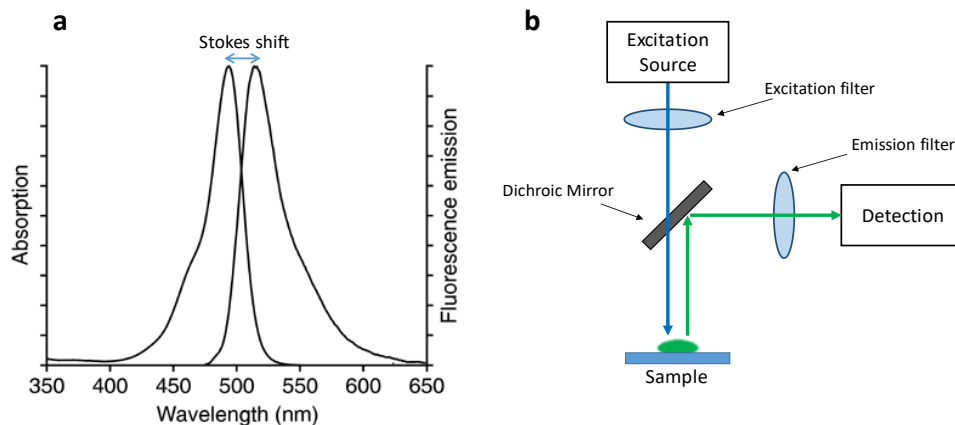 a
Stokes shift
Absorption
Fluorescence emission
350 400 450 500 550 600 650
Wavelength (nm)
b
Excitation
Source
Excitation filter
Emission filter
Dichroic Mirror
Detection
Sample